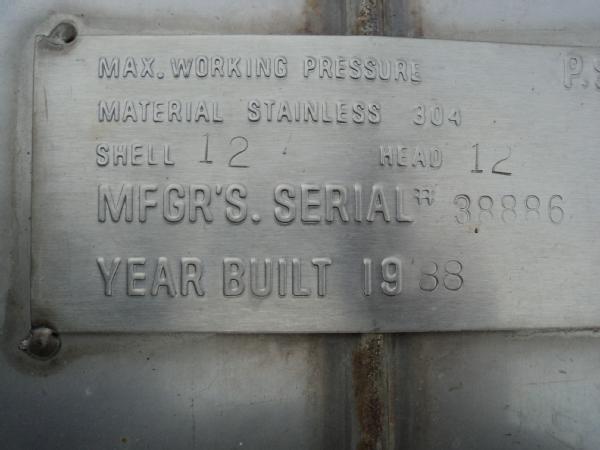 MAX. WORKING PRESSURE P.S
MATERIAL STAINLESS 304
SHELL 12 HEAD 12
MFGR'S. SERIAL# 38886
YEAR BUILT 1988